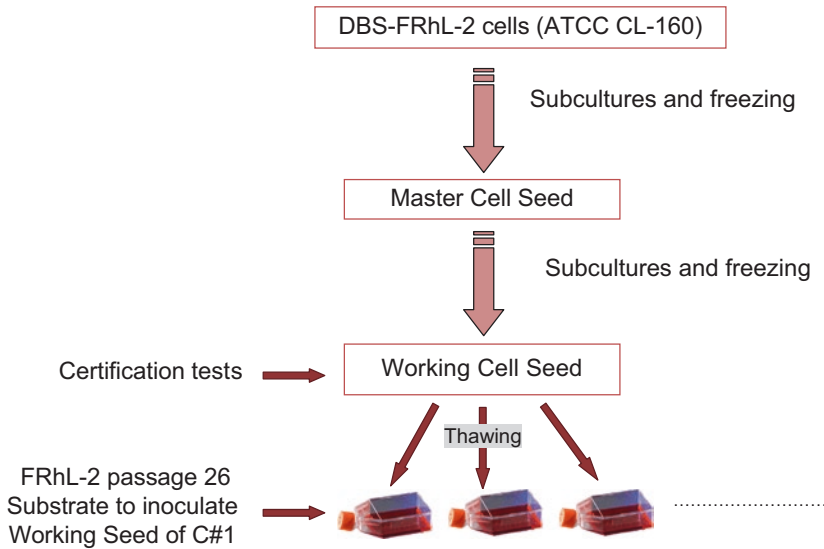 DBS-FRhL-2 cells (ATCC CL-160)
Subcultures and freezing
Master Cell Seed
Subcultures and freezing
Certification tests
Working Cell Seed
Thawing
FRhL-2 passage 26
Substrate to inoculate
Working Seed of C#1